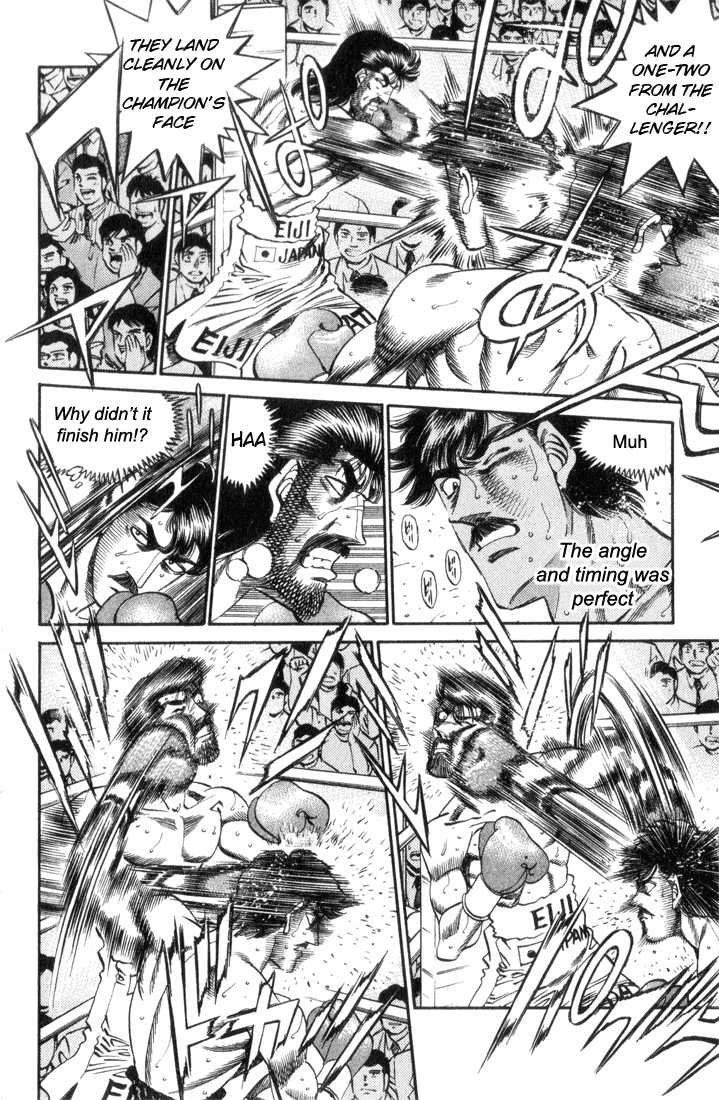 AND A
ONE-TWO
FROM THE
CHAL-
LENGER!!
THEY LAND
CLEANLY ON
THE
CHAMPION'S
FACE
EIJI
JAPAN
EIJI
Muh
The angle
and timing was
perfect
HAA
Why didn't it
finish him!?
EIJI
JAPAN